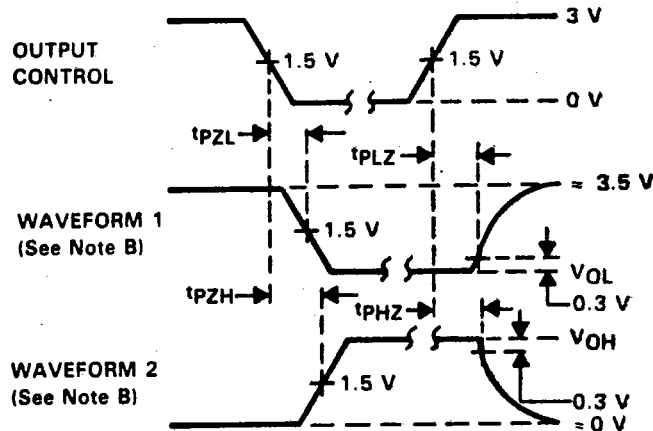 OUTPUT
CONTROL
1.5 V
1.5 V
3 V
0 V
tPZL
tPLZ
WAVEFORM 1
(See Note B)
1.5 V
≈ 3.5 V
VOL
0.3 V
tPZH
tPHZ
WAVEFORM 2
(See Note B)
1.5 V
VOH
0.3 V
≈ 0 V